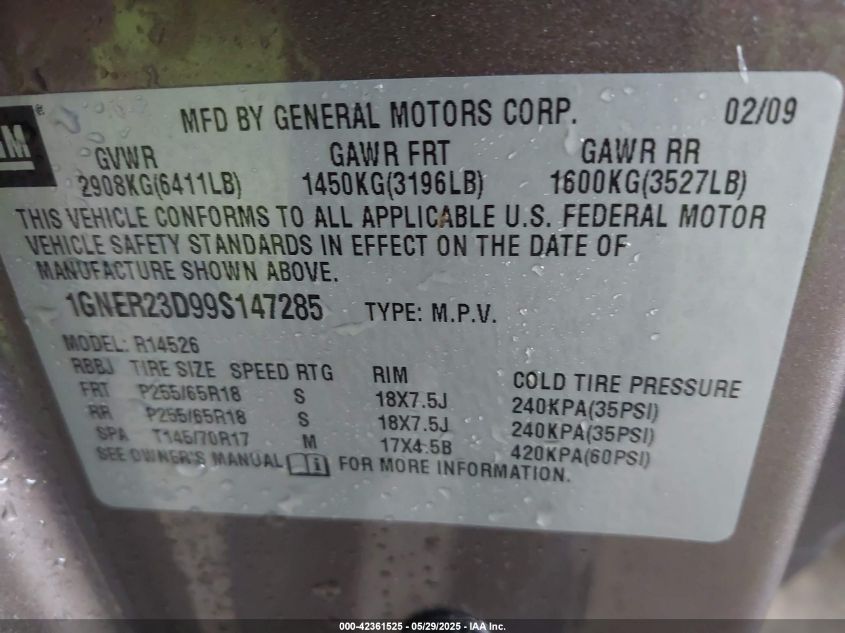 GM ®
MFD BY GENERAL MOTORS CORP. 02/09
GVWR GAWR FRT GAWR RR
2908KG(6411LB) 1450KG(3196LB) 1600KG(3527LB)
THIS VEHICLE CONFORMS TO ALL APPLICABLE U.S. FEDERAL MOTOR
VEHICLE SAFETY STANDARDS IN EFFECT ON THE DATE OF
MANUFACTURE SHOWN ABOVE.
1GNER23D99S147285 TYPE: M.P.V.
MODEL: R14526
RBBJ TIRE SIZE SPEED RTG RIM COLD TIRE PRESSURE
FRT P255/65R18 S 18X7.5J 240KPA(35PSI)
RR P255/65R18 S 18X7.5J 240KPA(35PSI)
SPA T145/70R17 M 17X4.5B 420KPA(60PSI)
SEE OWNER'S MANUAL i FOR MORE INFORMATION.
000-42361525 - 05/29/2025 - IAA Inc.